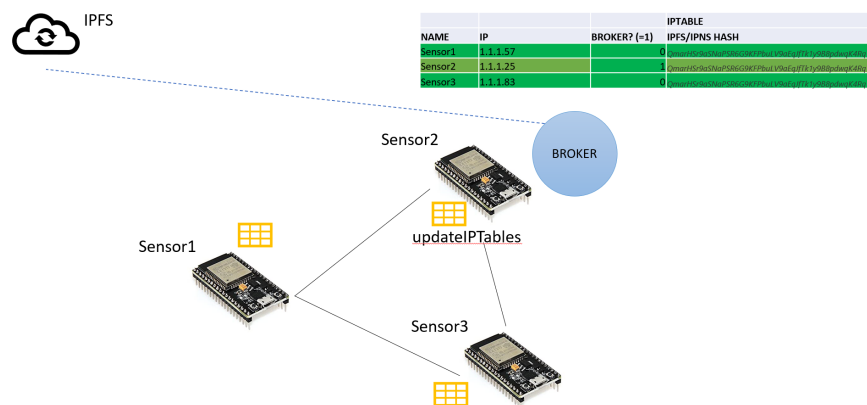 IPFS
IPTABLE
NAME IP BROKER? (=1) IPFS/IPNS HASH
Sensor1 1.1.1.57 0
Sensor2 1.1.1.25 1
Sensor3 1.1.1.83 0
Sensor2
BROKER
updateIPTables
Sensor1
Sensor3